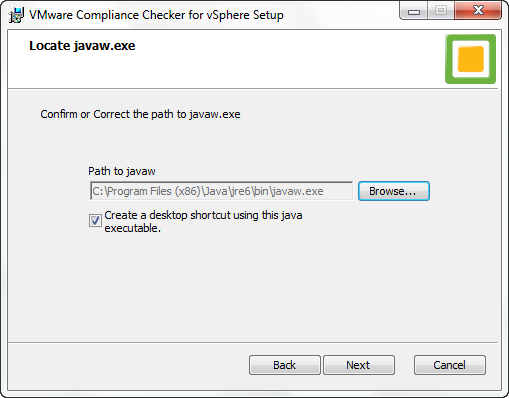 VMware Compliance Checker for vSphere Setup
Locate javaw.exe
Confirm or Correct the path to javaw.exe
Path to javaw
C:\Program Files (x86)\Java\jre6\bin\javaw.exe
Browse...
Create a desktop shortcut using this java
executable.
Back
Next
Cancel